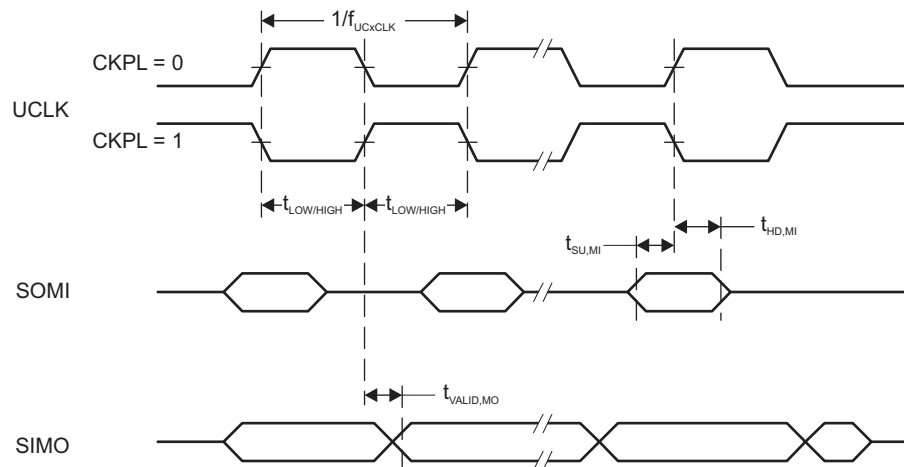 1/fUCxCLK
CKPL = 0
UCLK
CKPL = 1
tLOW/HIGH tLOW/HIGH
tHD,MI
tSU,MI
SOMI
tVALID,MO
SIMO